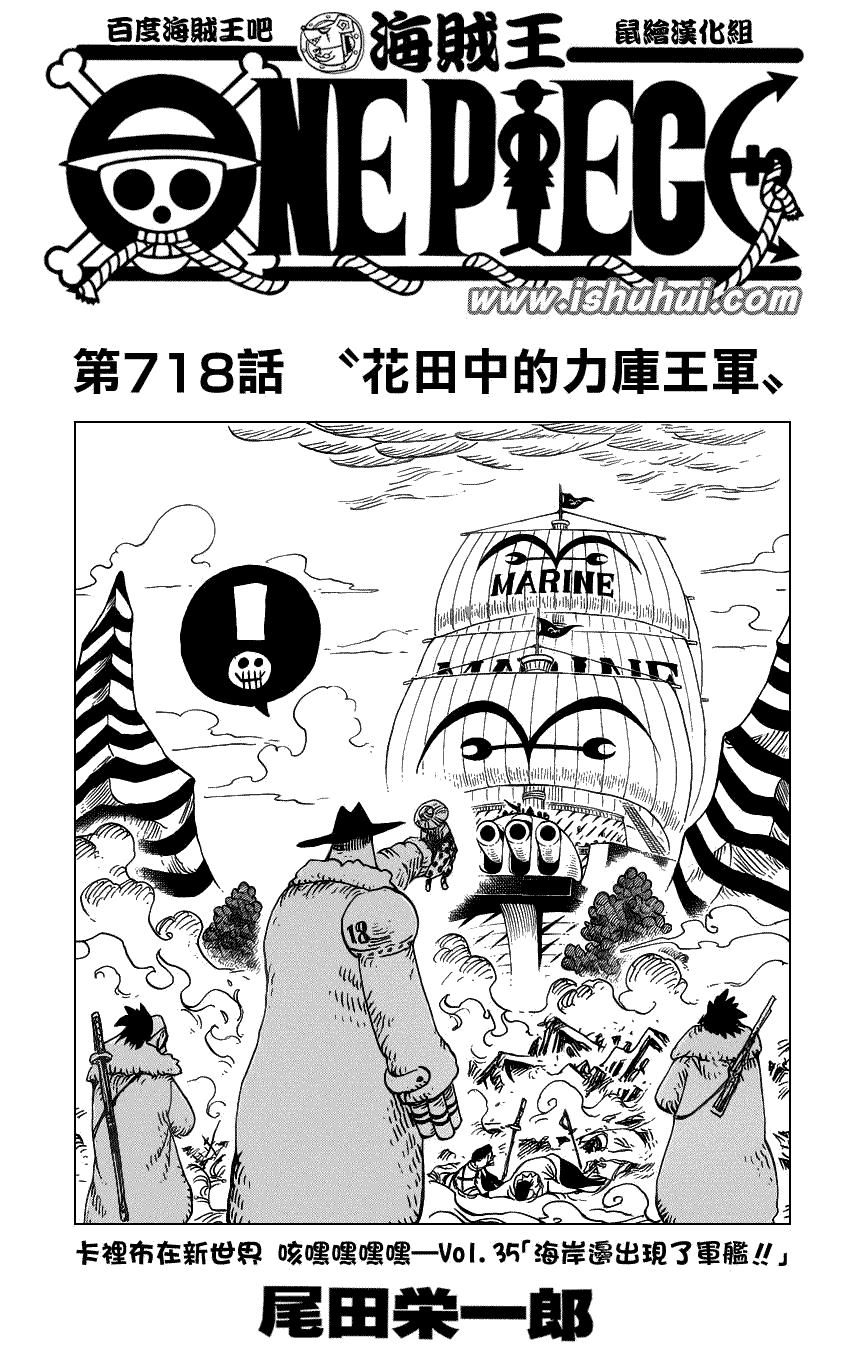 百度海賊王吧
海賊王
鼠繪漢化組
ONE PIECE
www.ishuhui.com
第718話 〝花田中的力庫王軍〟
MARINE
MARINE
!
18
卡裡布在新世界 咳嘿嘿嘿嘿—Vol.35「海岸邊出現了軍艦!!」
尾田栄一郎